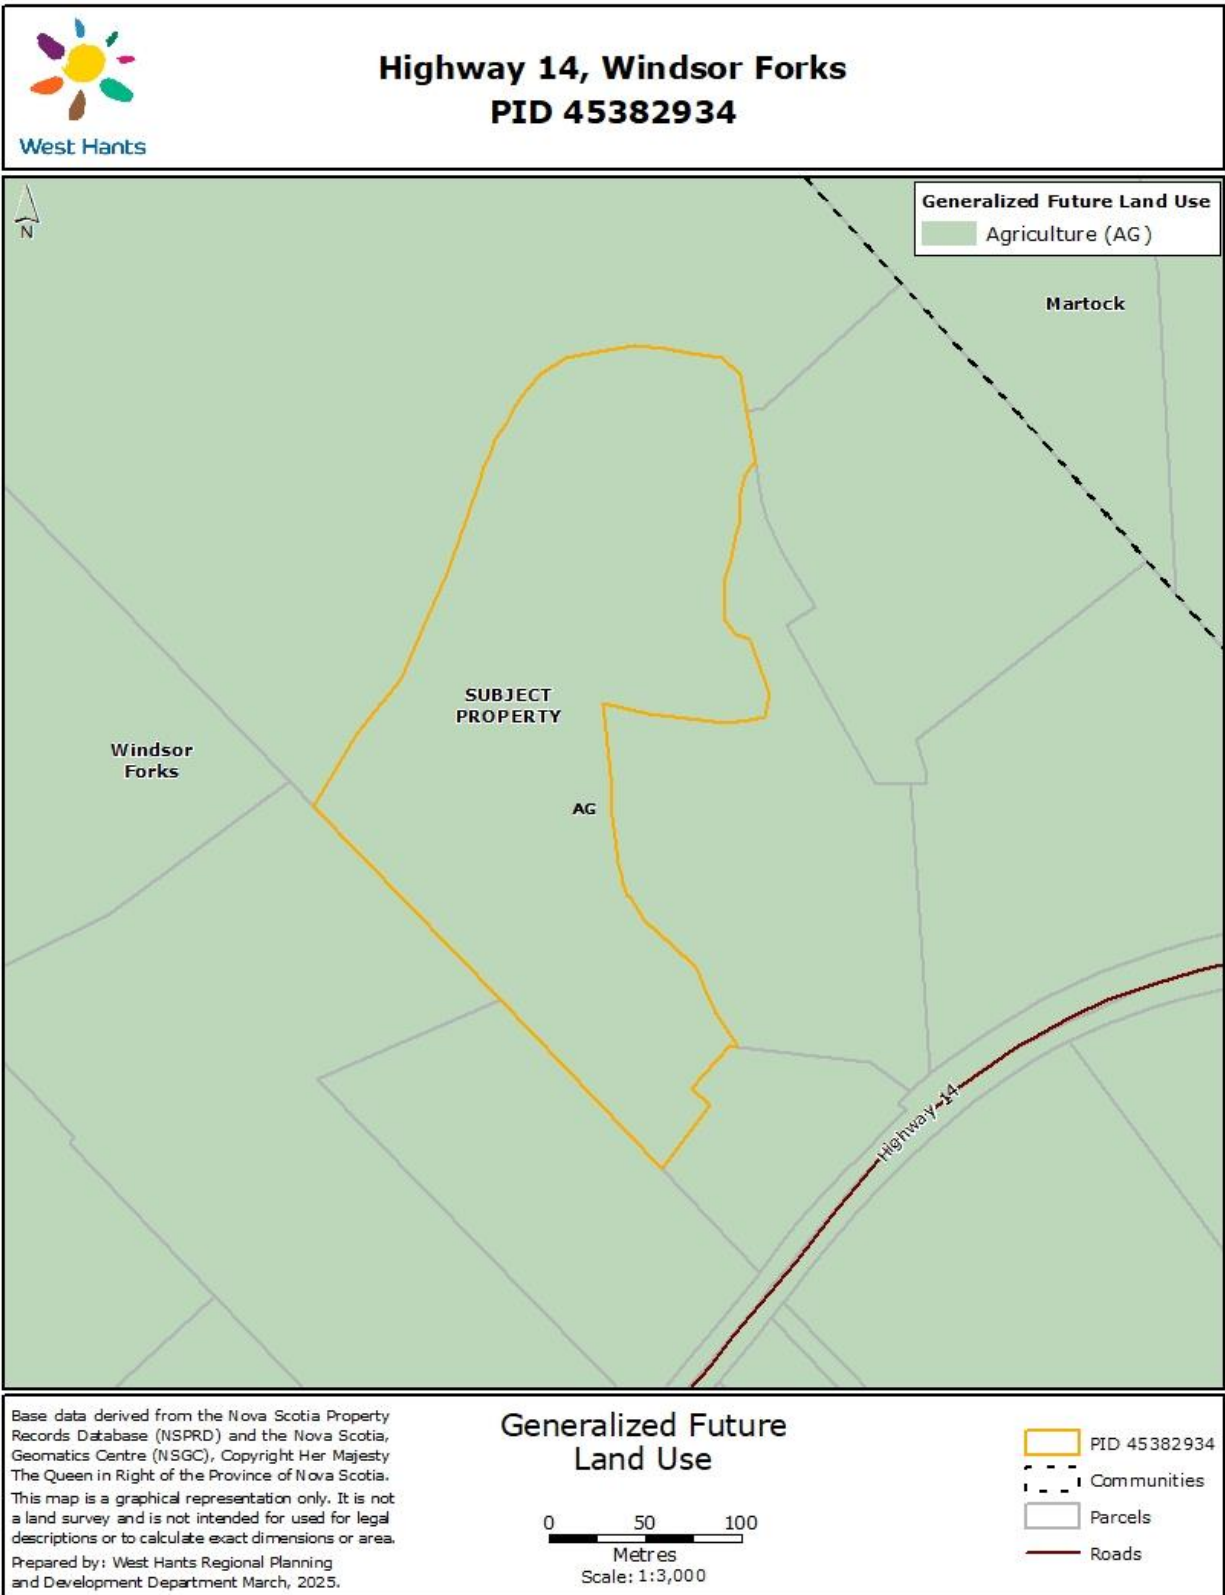 West Hants
Highway 14, Windsor Forks
PID 45382934
N
Generalized Future Land Use
Agriculture (AG)
Martock
SUBJECT
PROPERTY
Windsor
Forks
AG
Highway 14
Base data derived from the Nova Scotia Property
Records Database (NSPRD) and the Nova Scotia,
Geomatics Centre (NSGC), Copyright Her Majesty
The Queen in Right of the Province of Nova Scotia.
This map is a graphical representation only. It is not
a land survey and is not intended for used for legal
descriptions or to calculate exact dimensions or area.
Prepared by: West Hants Regional Planning
and Development Department March, 2025.
Generalized Future
Land Use
0 50 100
Metres
Scale: 1:3,000
PID 45382934
Communities
Parcels
Roads